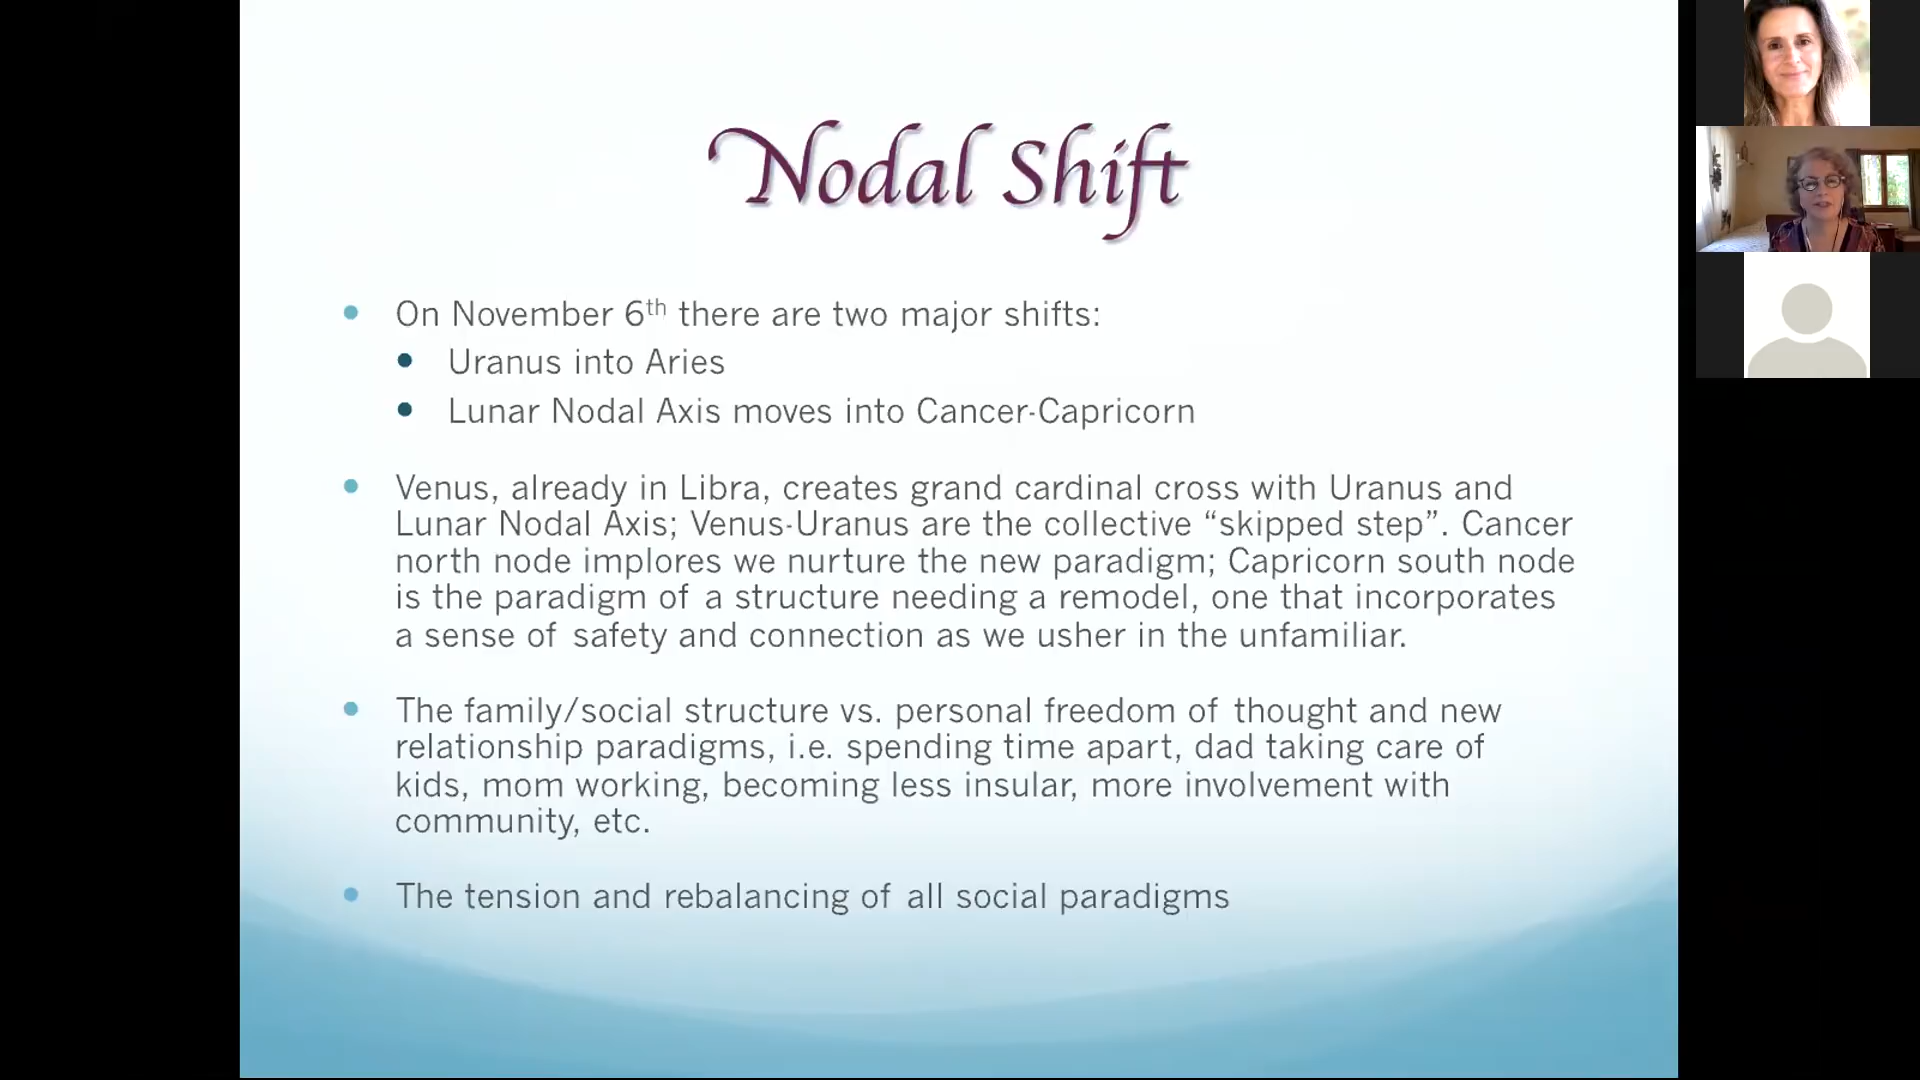 Nodal Shift
On November 6th there are two major shifts:
Uranus into Aries
Lunar Nodal Axis moves into Cancer-Capricorn
Venus, already in Libra, creates grand cardinal cross with Uranus and
Lunar Nodal Axis; Venus-Uranus are the collective “skipped step”. Cancer
north node implores we nurture the new paradigm; Capricorn south node
is the paradigm of a structure needing a remodel, one that incorporates
a sense of safety and connection as we usher in the unfamiliar.
The family/social structure vs. personal freedom of thought and new
relationship paradigms, i.e. spending time apart, dad taking care of
kids, mom working, becoming less insular, more involvement with
community, etc.
The tension and rebalancing of all social paradigms